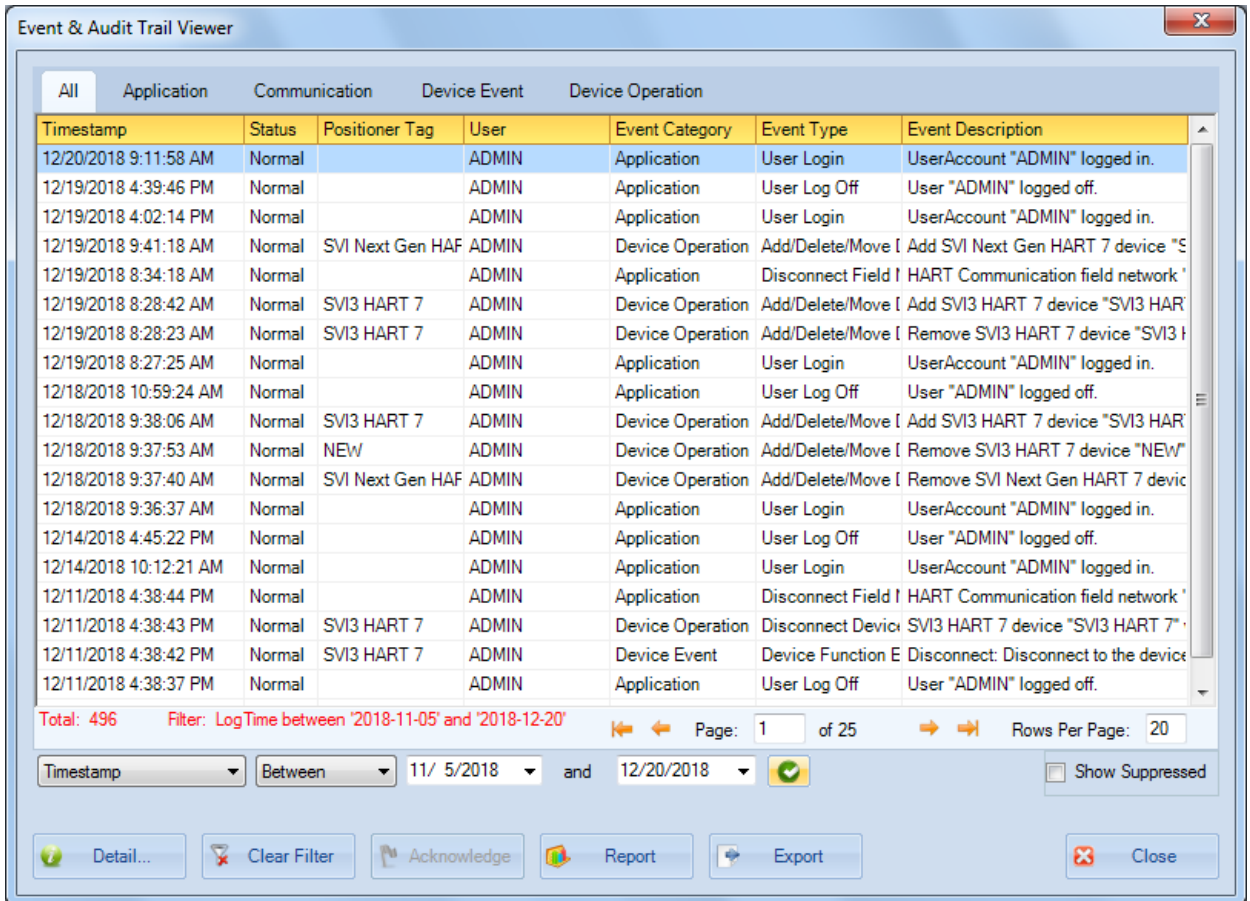 Event & Audit Trail Viewer
All Application Communication Device Event Device Operation
Timestamp Status Positioner Tag User Event Category Event Type Event Description
12/20/2018 9:11:58 AM Normal ADMIN Application User Login UserAccount "ADMIN" logged in.
12/19/2018 4:39:46 PM Normal ADMIN Application User Log Off User "ADMIN" logged off.
12/19/2018 4:02:14 PM Normal ADMIN Application User Login UserAccount "ADMIN" logged in.
12/19/2018 9:41:18 AM Normal SVI Next Gen HAR ADMIN Device Operation Add/Delete/Move Add SVI Next Gen HART 7 device "S
12/19/2018 8:34:18 AM Normal ADMIN Application Disconnect Field HART Communication field network "
12/19/2018 8:28:42 AM Normal SVI3 HART 7 ADMIN Device Operation Add/Delete/Move Add SVI3 HART 7 device "SVI3 HAR
12/19/2018 8:28:23 AM Normal SVI3 HART 7 ADMIN Device Operation Add/Delete/Move Remove SVI3 HART 7 device "SVI3
12/19/2018 8:27:25 AM Normal ADMIN Application User Login UserAccount "ADMIN" logged in.
12/18/2018 10:59:24 AM Normal ADMIN Application User Log Off User "ADMIN" logged off.
12/18/2018 9:38:06 AM Normal SVI3 HART 7 ADMIN Device Operation Add/Delete/Move Add SVI3 HART 7 device "SVI3 HAR
12/18/2018 9:37:53 AM Normal NEW ADMIN Device Operation Add/Delete/Move Remove SVI3 HART 7 device "NEW"
12/18/2018 9:37:40 AM Normal SVI Next Gen HAR ADMIN Device Operation Add/Delete/Move Remove SVI Next Gen HART 7 devic
12/18/2018 9:36:37 AM Normal ADMIN Application User Login UserAccount "ADMIN" logged in.
12/14/2018 4:45:22 PM Normal ADMIN Application User Log Off User "ADMIN" logged off.
12/14/2018 10:12:21 AM Normal ADMIN Application User Login UserAccount "ADMIN" logged in.
12/11/2018 4:38:44 PM Normal ADMIN Application Disconnect Field HART Communication field network "
12/11/2018 4:38:43 PM Normal SVI3 HART 7 ADMIN Device Operation Disconnect Device SVI3 HART 7 device "SVI3 HART 7"
12/11/2018 4:38:42 PM Normal SVI3 HART 7 ADMIN Device Event Device Function E Disconnect: Disconnect to the device
12/11/2018 4:38:37 PM Normal ADMIN Application User Log Off User "ADMIN" logged off.
Total: 496 Filter: LogTime between '2018-11-05' and '2018-12-20' Page: 1 of 25 Rows Per Page: 20
Timestamp Between 11/ 5/2018 and 12/20/2018 Show Suppressed
Detail... Clear Filter Acknowledge Report Export Close